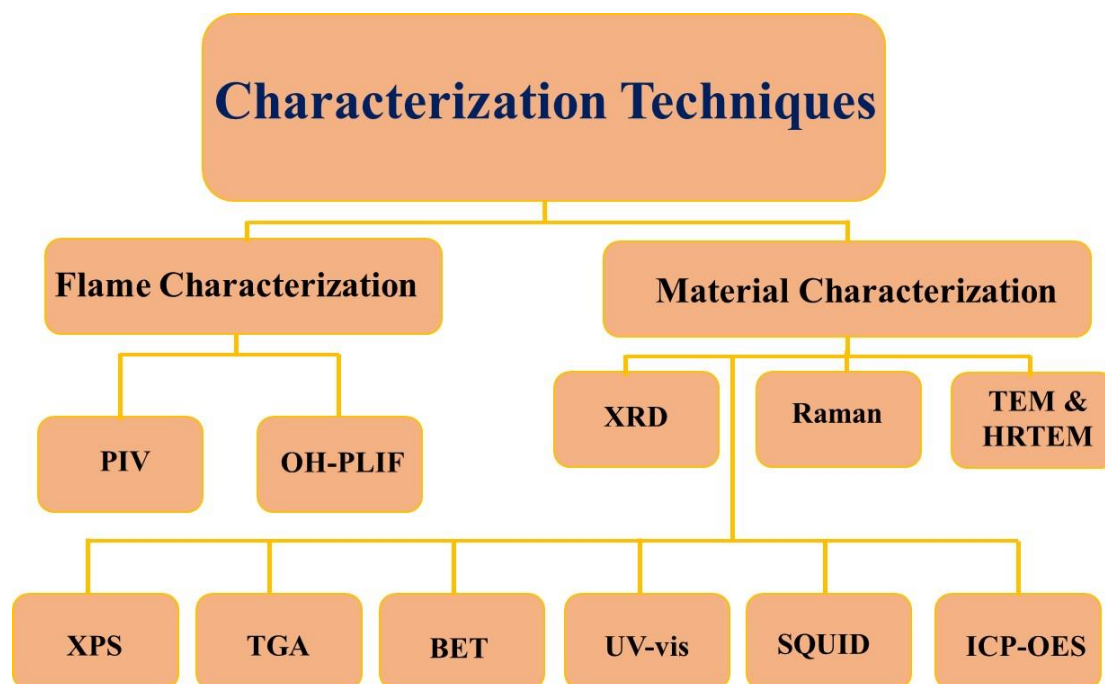 Characterization Techniques
Flame Characterization
Material Characterization
XRD
Raman
TEM &
HRTEM
PIV
OH-PLIF
XPS
TGA
BET
UV-vis
SQUID
ICP-OES